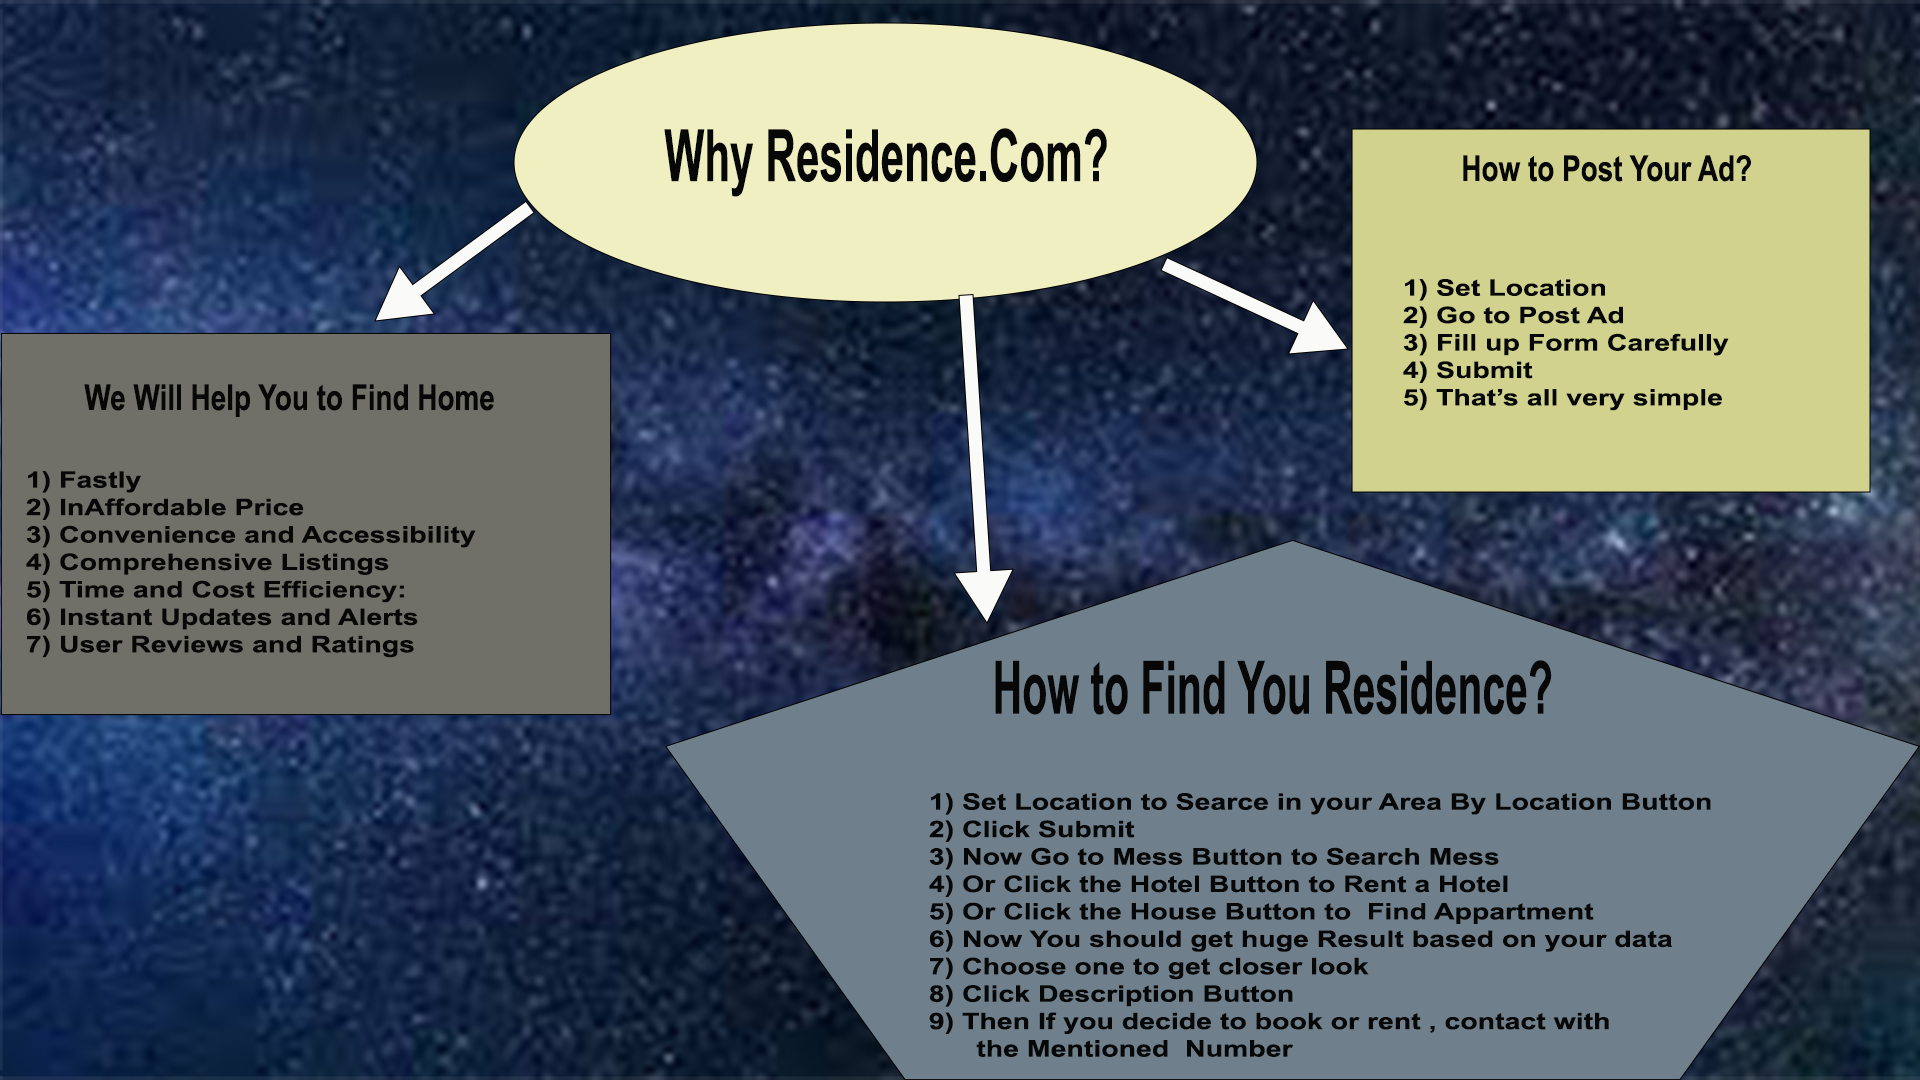 Why Residence.Com?
How to Post Your Ad?
1) Set Location
2) Go to Post Ad
3) Fill up Form Carefully
4) Submit
5) That’s all very simple
We Will Help You to Find Home
1) Fastly
2) InAffordable Price
3) Convenience and Accessibility
4) Comprehensive Listings
5) Time and Cost Efficiency:
6) Instant Updates and Alerts
7) User Reviews and Ratings
How to Find You Residence?
1) Set Location to Searce in your Area By Location Button
2) Click Submit
3) Now Go to Mess Button to Search Mess
4) Or Click the Hotel Button to Rent a Hotel
5) Or Click the House Button to  Find Appartment
6) Now You should get huge Result based on your data
7) Choose one to get closer look
8) Click Description Button
9) Then If you decide to book or rent , contact with
the Mentioned  Number